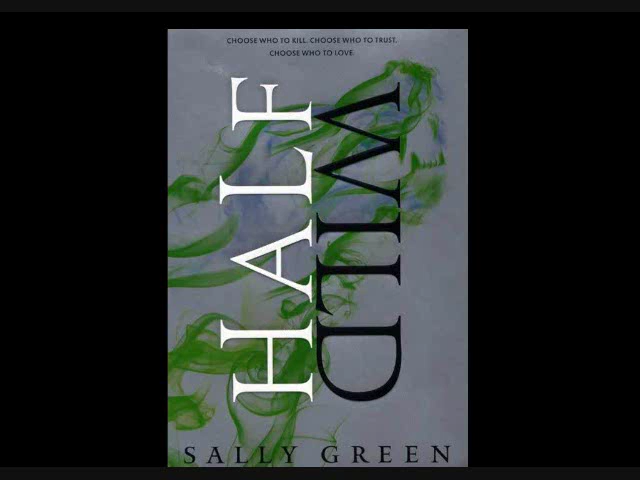 CHOOSE WHO TO KILL. CHOOSE WHO TO TRUST.
CHOOSE WHO TO LOVE.
HALF
WILD
SALLY GREEN